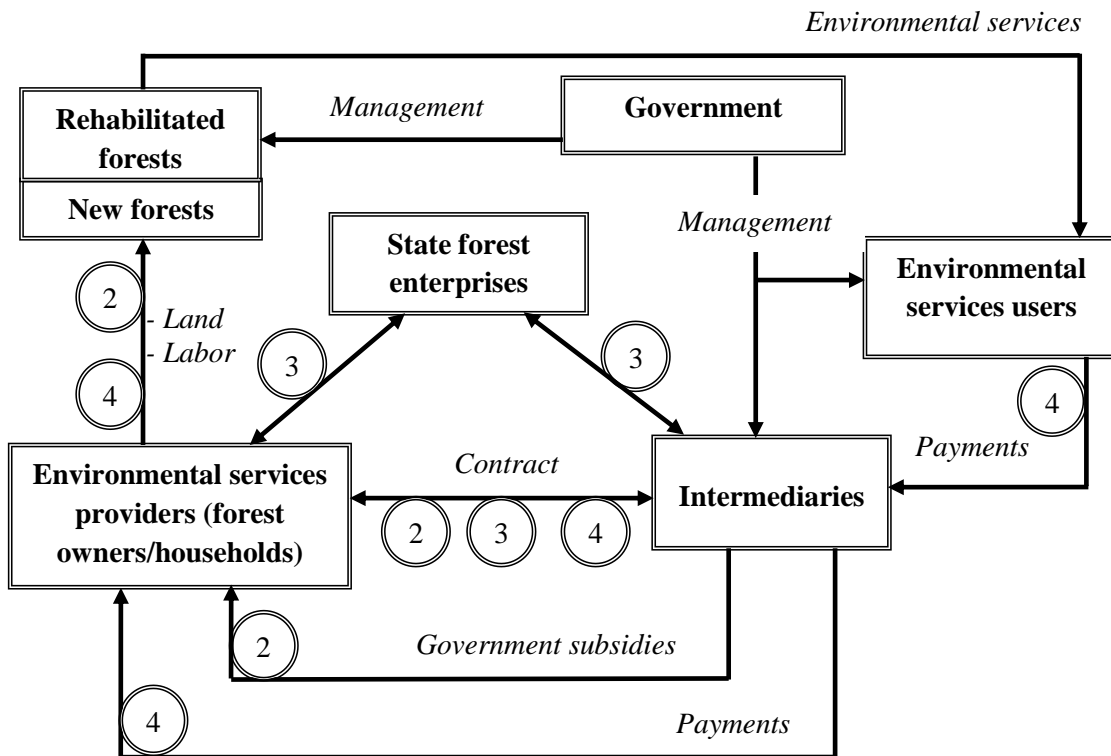 Environmental services
Rehabilitated
forests
New forests
Management
Government
Management
State forest
enterprises
Environmental
services users
2
- Land
- Labor
4
3
3
4
Payments
Environmental services
providers (forest
owners/households)
Contract
2
3
4
Intermediaries
2
Government subsidies
4
Payments